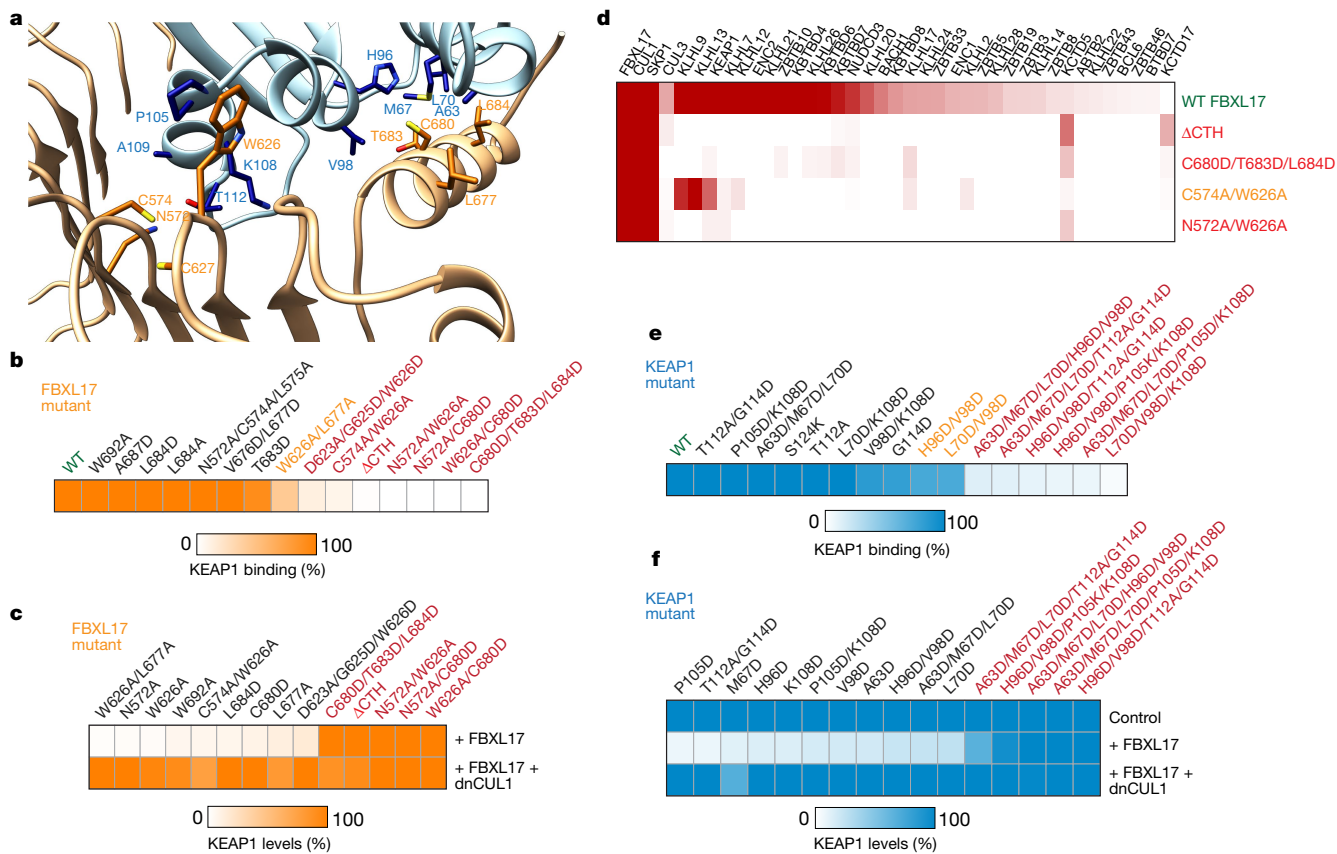 a
H96
P105
M67
L70
A63
L684
C680
T683
W626
A109
K108
V98
T112
C574
N572
L677
C627
b
FBXL17
mutant
WT
W692A
A687D
L684D
L684A
N572A/C574A/L575A
V676D/L677D
T683D
W626A/L677A
D623A/G625D/W626D
C574A/W626A
ΔCTH
N572A/W626A
N572A/C680D
W626A/C680D
C680D/T683D/L684D
0
100
KEAP1 binding (%)
c
FBXL17
mutant
W626A/L677A
N572A
W626A
W692A
C574A/W626A
L684D
C680D
L677A
D623A/G625D/W626D
C680D/T683D/L684D
ΔCTH
N572A/W626A
N572A/C680D
W626A/C680D
+ FBXL17
+ FBXL17 +
dnCUL1
0
100
KEAP1 levels (%)
d
FBXL17
CUL1
SKP1
CUL3
KLHL9
KLHL13
KEAP1
KLHL7
KLHL12
ENC2
KLHL21
ZBTB10
KBTBD4
KLHL26
KBTBD6
KBTBD7
NUDCD3
KLHL20
BACH1
KBTBD8
KLHL17
KLHL24
ZBTB33
ENC1
KLHL2
ZBTB5
KLHL28
ZBTB19
ZBTB3
KLHL14
ZBTB8
KCTD5
ABTB2
KLHL22
ZBTB43
BCL6
ZBTB46
BTBD7
KCTD17
WT FBXL17
ΔCTH
C680D/T683D/L684D
C574A/W626A
N572A/W626A
e
KEAP1
mutant
WT
T112A/G114D
P105D/K108D
A63D/M67D/L70D
S124K
T112A
L70D/K108D
V98D/K108D
G114D
H96D/V98D
L70D/V98D
A63D/M67D/L70D/H96D/V98D
A63D/M67D/L70D/T112A/G114D
H96D/V98D/T112A/G114D
H96D/V98D/P105K/K108D
A63D/M67D/L70D/P105D/K108D
L70D/V98D/K108D
0
100
KEAP1 binding (%)
f
KEAP1
mutant
P105D
T112A/G114D
M67D
H96D
K108D
P105D/K108D
V98D
A63D
H96D/V98D
A63D/M67D/L70D
L70D
A63D/M67D/L70D/T112A/G114D
H96D/V98D/P105K/K108D
A63D/M67D/L70D/H96D/V98D
A63D/M67D/L70D/P105D/K108D
H96D/V98D/T112A/G114D
Control
+ FBXL17
+ FBXL17 +
dnCUL1
0
100
KEAP1 levels (%)